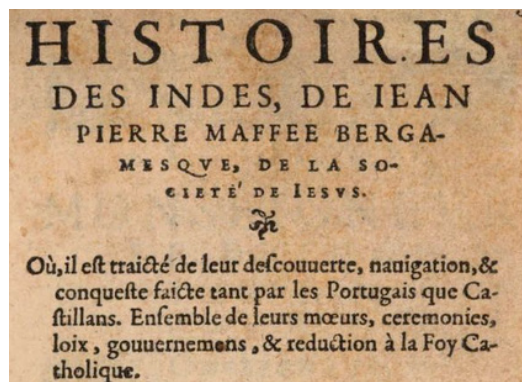 HISTOIRES
DES INDES, DE IEAN
PIERRE MAFFEE BERGA-
MESQVE, DE LA SO-
CIETE' DE IESVS.
Où,il eſt traicté de leur deſcouuerte, nauigation,&
conqueſte faicte tant par les Portugais que Ca-
ſtillans. Enſemble de leurs mœurs, ceremonies,
loix, gouuernemens, & reduction à la Foy Ca-
tholique.